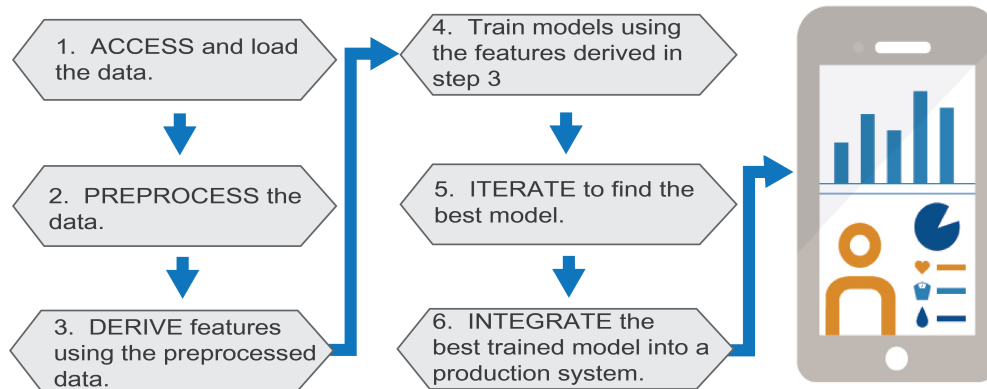 1. ACCESS and load
the data.
2. PREPROCESS the
data.
3. DERIVE features
using the preprocessed
data.
4. Train models using
the features derived in
step 3
5. ITERATE to find the
best model.
6. INTEGRATE the
best trained model into a
production system.